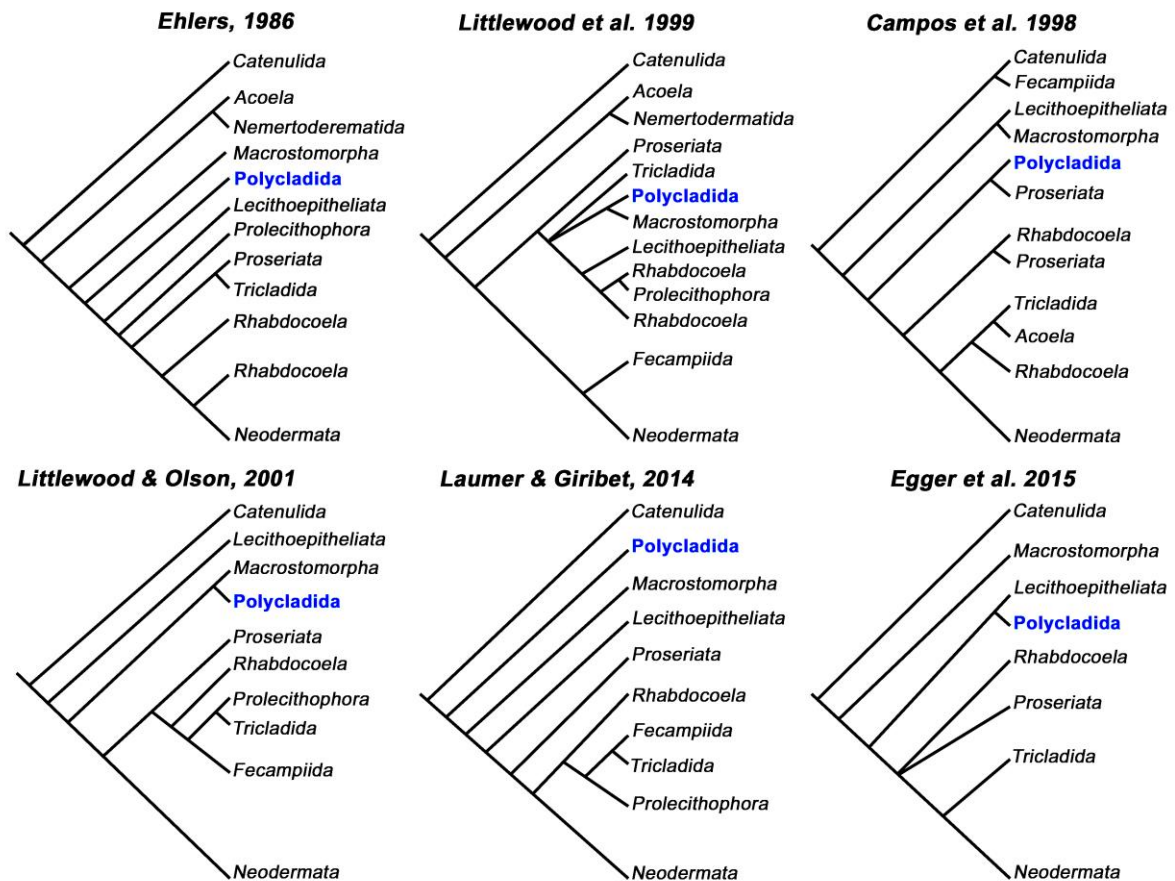 Ehlers, 1986
Catenulida
Acoela
Nemertoderematida
Macrostomorpha
Polycladida
Lecithoepitheliata
Prolecithophora
Proseriata
Tricladida
Rhabdocoela
Rhabdocoela
Neodermata
Littlewood et al. 1999
Catenulida
Acoela
Nemertodermatida
Proseriata
Tricladida
Polycladida
Macrostomorpha
Lecithoepitheliata
Rhabdocoela
Prolecithophora
Rhabdocoela
Fecampiida
Neodermata
Campos et al. 1998
Catenulida
Fecampiida
Lecithoepitheliata
Macrostomorpha
Polycladida
Proseriata
Rhabdocoela
Proseriata
Tricladida
Acoela
Rhabdocoela
Neodermata
Littlewood & Olson, 2001
Catenulida
Lecithoepitheliata
Macrostomorpha
Polycladida
Proseriata
Rhabdocoela
Prolecithophora
Tricladida
Fecampiida
Neodermata
Laumer & Giribet, 2014
Catenulida
Polycladida
Macrostomorpha
Lecithoepitheliata
Proseriata
Rhabdocoela
Fecampiida
Tricladida
Prolecithophora
Neodermata
Egger et al. 2015
Catenulida
Macrostomorpha
Lecithoepitheliata
Polycladida
Rhabdocoela
Proseriata
Tricladida
Neodermata